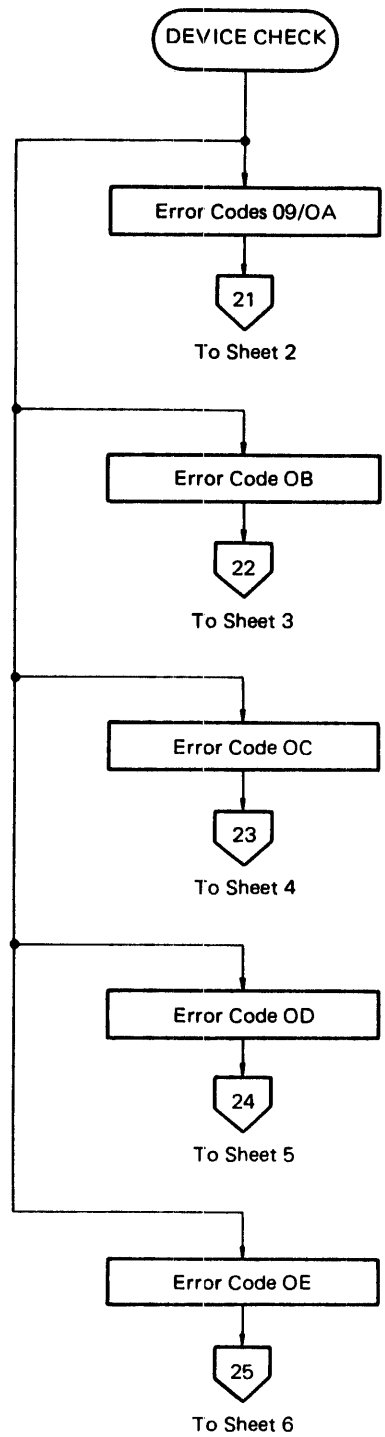 DEVICE CHECK
Error Codes 09/OA
21
To Sheet 2
Error Code OB
22
To Sheet 3
Error Code OC
23
To Sheet 4
Error Code OD
24
To Sheet 5
Error Code OE
25
To Sheet 6